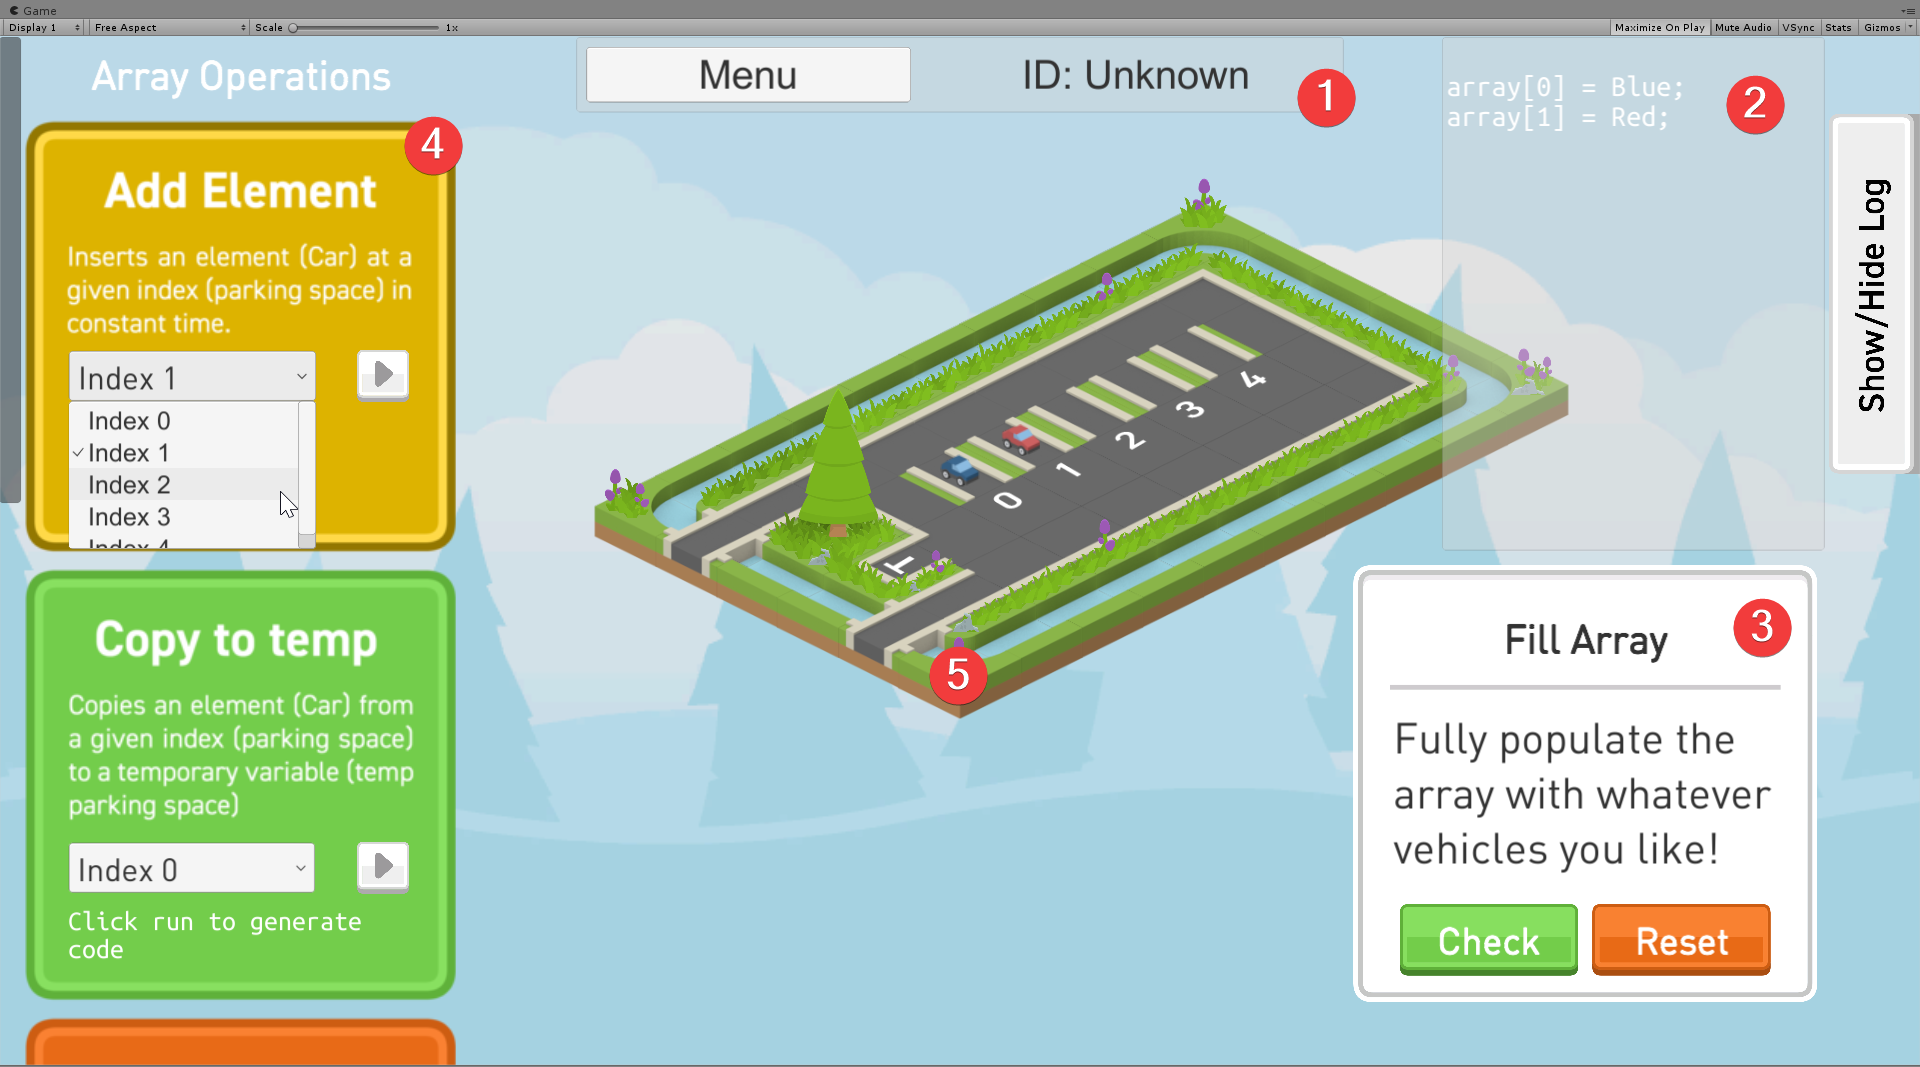 Game
Display 1
Free Aspect
Scale
1x
Maximize On Play
Mute Audio
VSync
Stats
Gizmos
Array Operations
Menu
ID: Unknown
1
array[0] = Blue;
array[1] = Red;
2
Show/Hide Log
4
Add Element
Inserts an element (Car) at a
given index (parking space) in
constant time.
Index 1
Index 0
Index 1
Index 2
Index 3
Index 4
Copy to temp
Copies an element (Car) from
a given index (parking space)
to a temporary variable (temp
parking space)
Index 0
Click run to generate
code
0
1
2
3
4
T
5
3
Fill Array
Fully populate the
array with whatever
vehicles you like!
Check
Reset